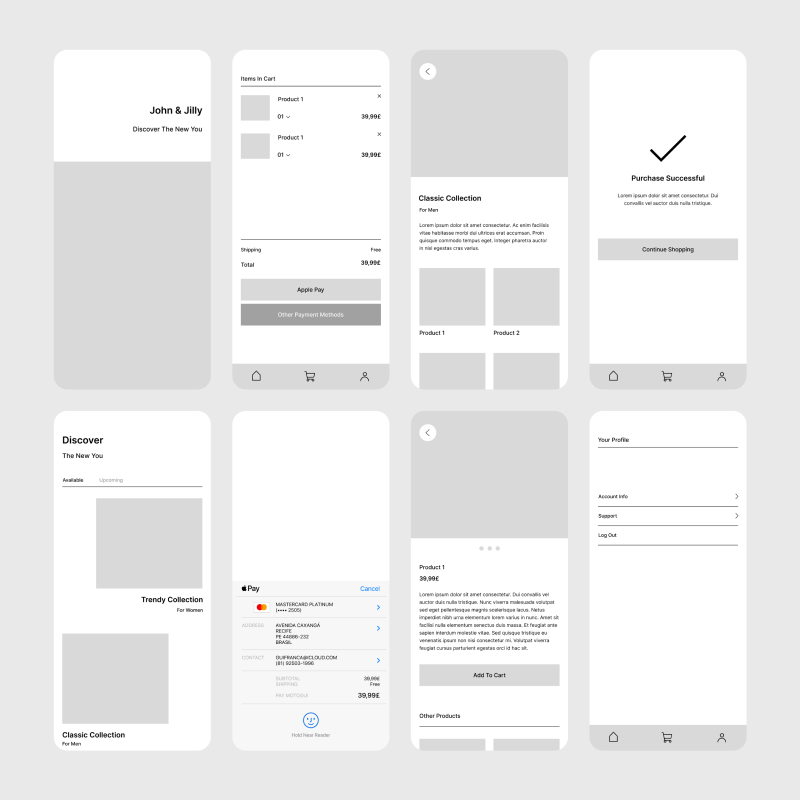 John & Jilly
Discover The New You
Items In Cart
Product 1
01
39,99£
Product 1
01
39,99£
Shipping
Free
Total
39,99£
Apple Pay
Other Payment Methods
Classic Collection
For Men
Lorem ipsum dolor sit amet consectetur. Ac enim facilisis
vitae habitasse morbi dui ultrices erat accumsan. Proin
quisque commodo tempus eget. Integer pharetra auctor
in nisi egestas cras varius.
Product 1
Product 2
Purchase Successful
Lorem ipsum dolor sit amet consectetur. Dui
convallis vel auctor duis nulla tristique.
Continue Shopping
Discover
The New You
Available
Upcoming
Trendy Collection
For Women
Classic Collection
For Men
Pay
Cancel
MASTERCARD PLATINUM
(•••• 2505)
ADDRESS
AVENIDA CAXANGÁ
RECIFE
PE 44886-232
BRASIL
CONTACT
GUIFRANCA@ICLOUD.COM
(81) 92503-1996
SUBTOTAL
39,99£
SHIPPING
Free
PAY MOTOGUI
39,99£
Hold Near Reader
Product 1
39,99£
Lorem ipsum dolor sit amet consectetur. Dui convallis vel
auctor duis nulla tristique. Nunc viverra malesuada volutpat
sed eget pellentesque magnis scelerisque lacus. Pretium
bibendum urna elementum lorem varius in nunc. Amet sit
facilisi nulla elementum senectus duis massa. Et feugiat ante
sapien interdum molestie vitae. Sed quisque tristique eu
venenatis ipsum non nisi consectetur mi. Volutpat viverra
feugiat cursus parturient egestas orci id hac sit.
Add To Cart
Other Products
Your Profile
Account Info
Support
Log Out